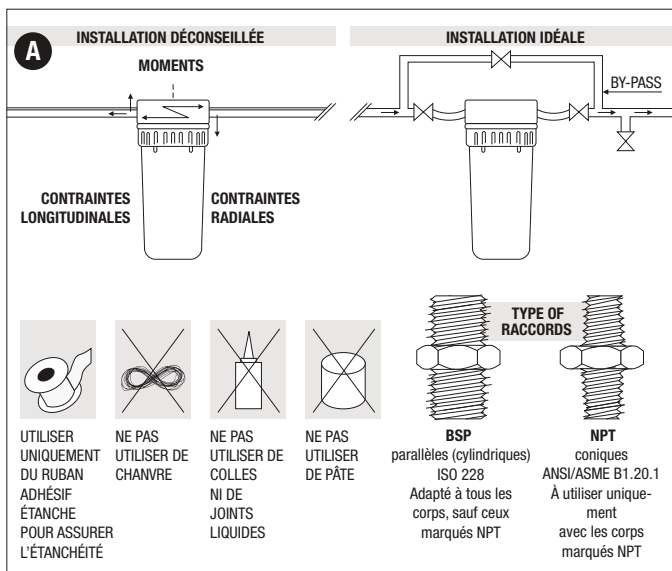 A
INSTALLATION DÉCONSEILLÉE
MOMENTS
CONTRAINTES
LONGITUDINALES
CONTRAINTES
RADIALES
INSTALLATION IDÉALE
BY-PASS
UTILISER
UNIQUEMENT
DU RUBAN
ADHÉSIF
ÉTANCHE
POUR ASSURER
L'ÉTANCHÉITÉ
NE PAS
UTILISER DE
CHANVRE
NE PAS
UTILISER DE
COLLES
NI DE
JOINTS
LIQUIDES
NE PAS
UTILISER
DE PÂTE
TYPE OF
RACCORDS
BSP
parallèles (cylindriques)
ISO 228
Adapté à tous les
corps, sauf ceux
marqués NPT
NPT
coniques
ANSI/ASME B1.20.1
À utiliser unique-
ment
avec les corps
marqués NPT